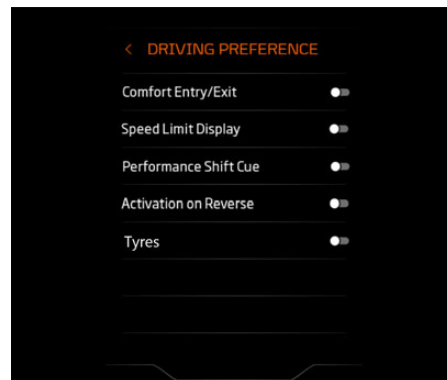 < DRIVING PREFERENCE
Comfort Entry/Exit
Speed Limit Display
Performance Shift Cue
Activation on Reverse
Tyres